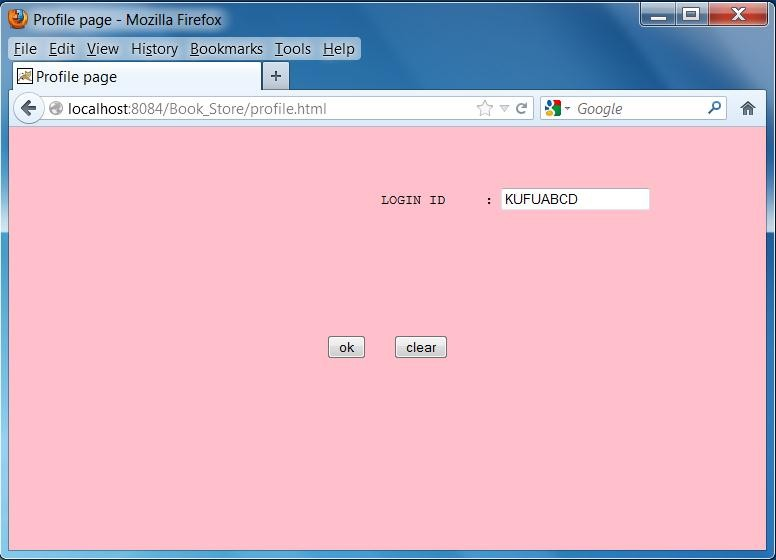 Profile page - Mozilla Firefox
File Edit View History Bookmarks Tools Help
Profile page +
localhost:8084/Book_Store/profile.html Google
LOGIN ID : KUFUABCD
ok clear